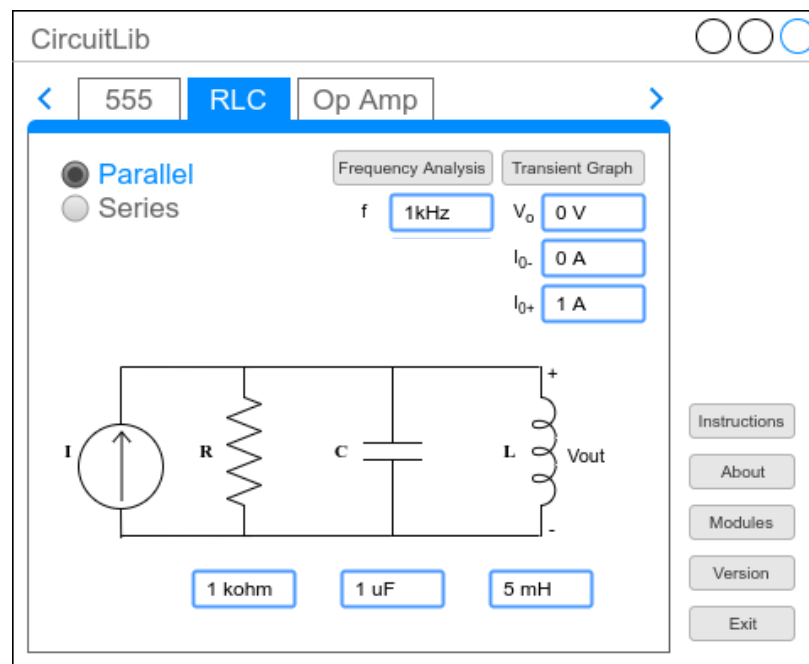 CircuitLib
555 RLC Op Amp
Parallel
Series
Frequency Analysis Transient Graph
f 1kHz Vo 0 V
I0- 0 A
I0+ 1 A
+
I R C L Vout
-
1 kohm 1 uF 5 mH
Instructions
About
Modules
Version
Exit